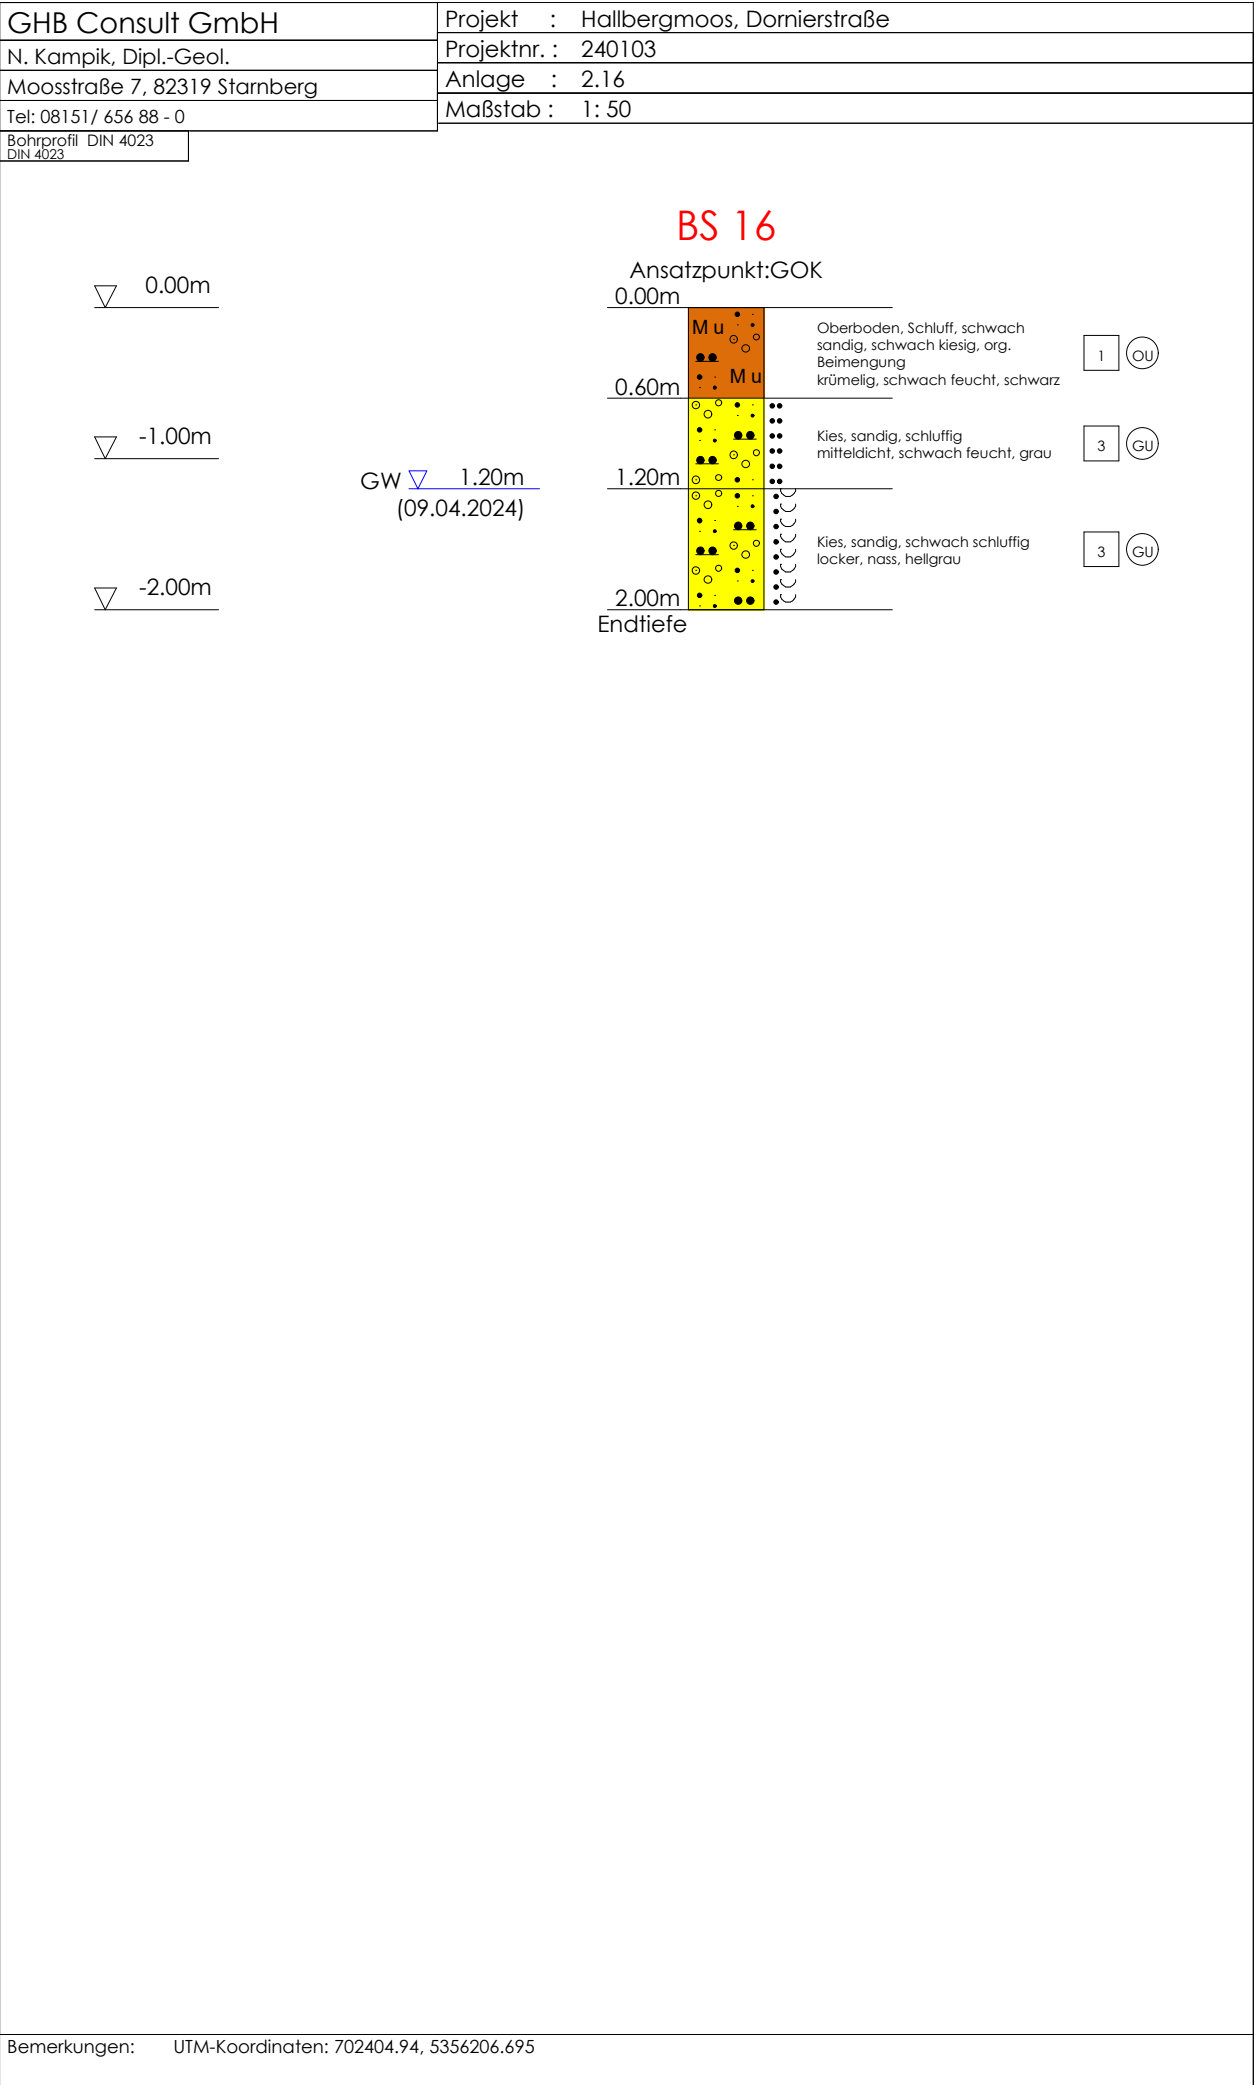 GHB Consult GmbH
N. Kampik, Dipl.-Geol.
Moosstraße 7, 82319 Starnberg
Tel: 08151/ 656 88 - 0
Bohrprofil DIN 4023
DIN 4023
Projekt : Hallbergmoos, Dornierstraße
Projektnr. : 240103
Anlage : 2.16
Maßstab : 1: 50
BS 16
Ansatzpunkt:GOK
0.00m
0.00m
Mu
Mu
Oberboden, Schluff, schwach
sandig, schwach kiesig, org.
Beimengung
krümelig, schwach feucht, schwarz
1 OU
0.60m
-1.00m
Kies, sandig, schluffig
mitteldicht, schwach feucht, grau
3 GU
GW 1.20m
(09.04.2024)
1.20m
Kies, sandig, schwach schluffig
locker, nass, hellgrau
3 GU
-2.00m
2.00m
Endtiefe
Bemerkungen: UTM-Koordinaten: 702404.94, 5356206.695